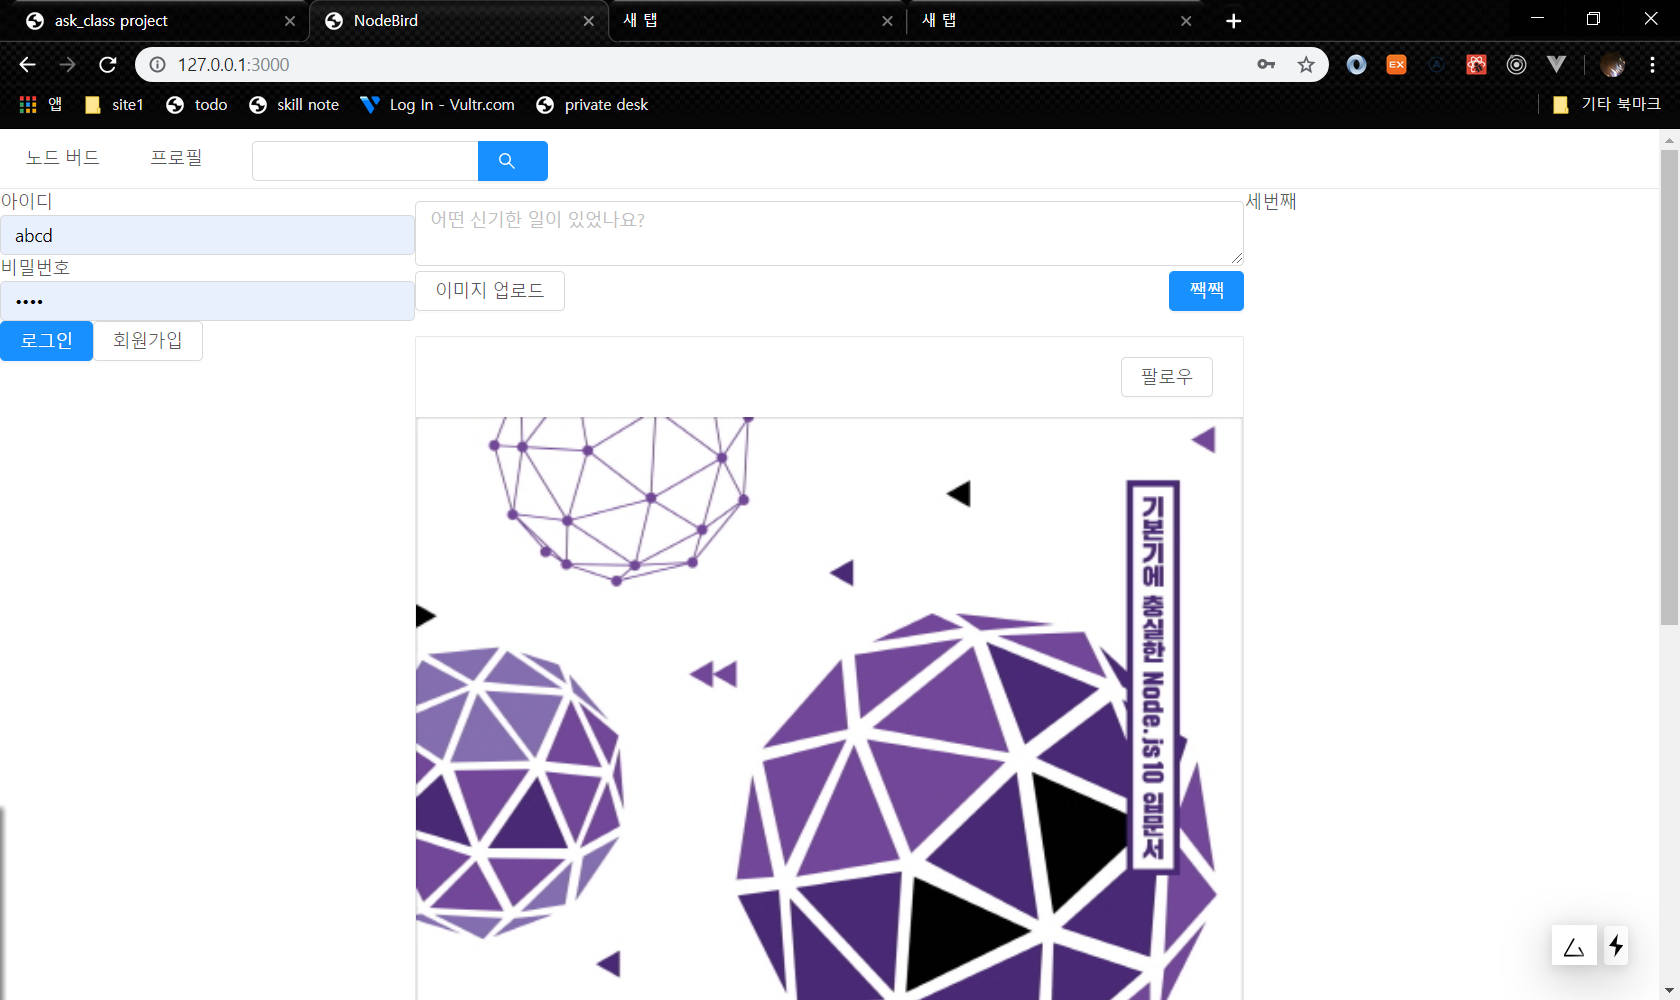 ask_class project
NodeBird
새 탭
새 탭
127.0.0.1:3000
EX
앱
site1
todo
skill note
Log In - Vultr.com
private desk
기타 북마크
노드 버드
프로필
아이디
abcd
비밀번호
••••
로그인
회원가입
어떤 신기한 일이 있었나요?
이미지 업로드
짹짹
팔로우
기본기에 충실한 Node.js10 입문서
세번째